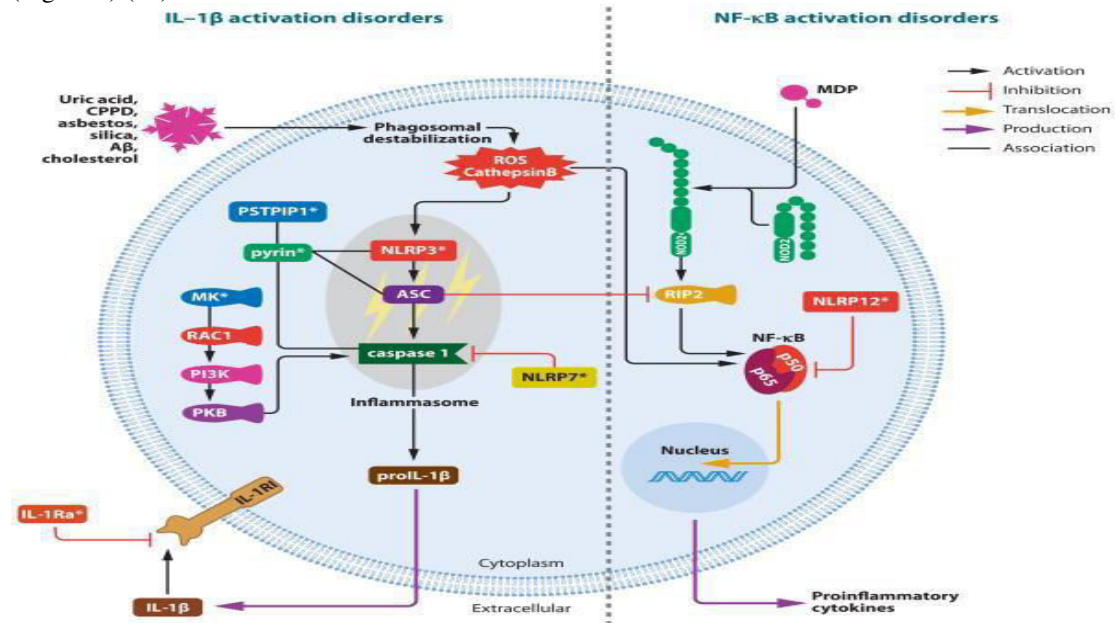 IL–1β activation disorders
NF-κB activation disorders
Activation
Inhibition
Translocation
Production
Association
MDP
Uric acid,
CPPD,
asbestos,
silica,
Aβ,
cholesterol
Phagosomal
destabilization
ROS
CathepsinB
PSTPIP1*
pyrin*
NLRP3*
NOD2
NOD2
MK*
ASC
RIP2
NLRP12*
RAC1
NF-κB
caspase 1
p50
p65
PI3K
NLRP7*
PKB
Inflammasome
Nucleus
proIL-1β
IL-1RI
IL-1Ra*
Cytoplasm
IL-1β
Extracellular
Proinflammatory
cytokines